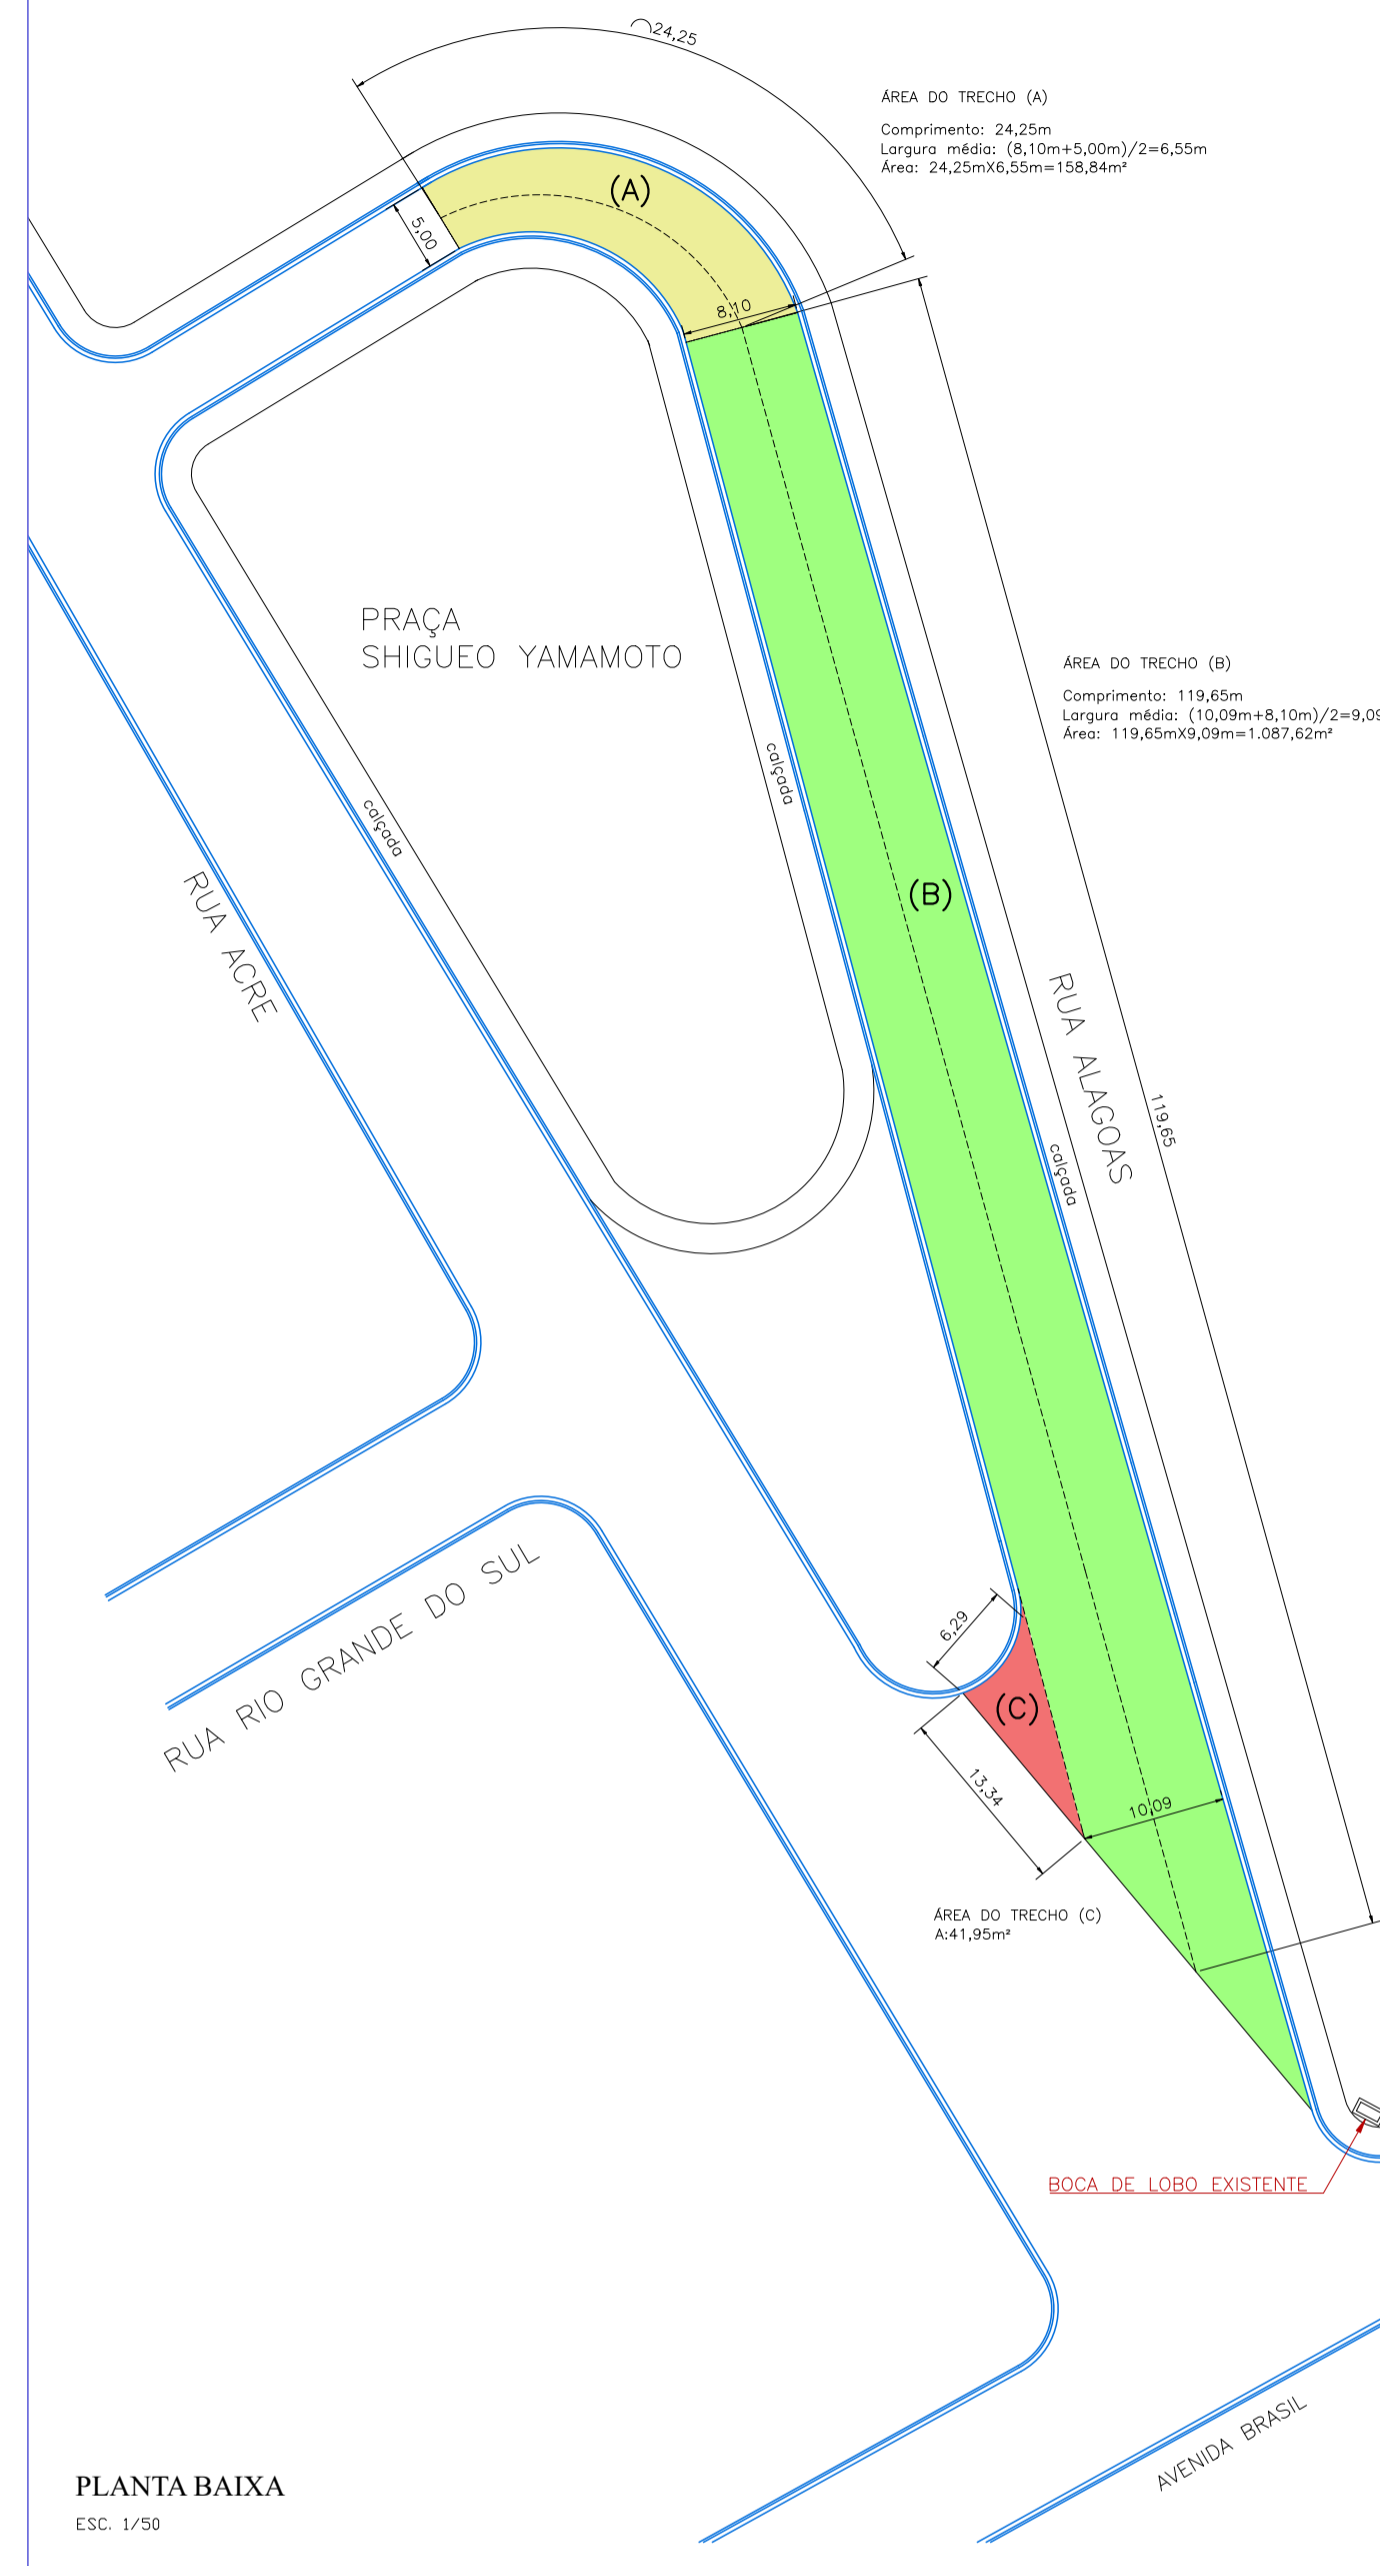 24,25
ÁREA DO TRECHO (A)
Comprimento: 24,25m
Largura média: (8,10m+5,00m)/2=6,55m
Área: 24,25mX6,55m=158,84m²
(A)
5,00
8,10
PRAÇA
SHIGUEO YAMAMOTO
ÁREA DO TRECHO (B)
Comprimento: 119,65m
Largura média: (10,09m+8,10m)/2=9,09
Área: 119,65mX9,09m=1.087,62m²
calçada
calçada
RUA ACRE
(B)
RUA ALAGOAS
119,65
calçada
RUA RIO GRANDE DO SUL
6,29
(C)
13,34
10,09
ÁREA DO TRECHO (C)
A:41,95m²
BOCA DE LOBO EXISTENTE
AVENIDA BRASIL
PLANTA BAIXA
ESC. 1/50